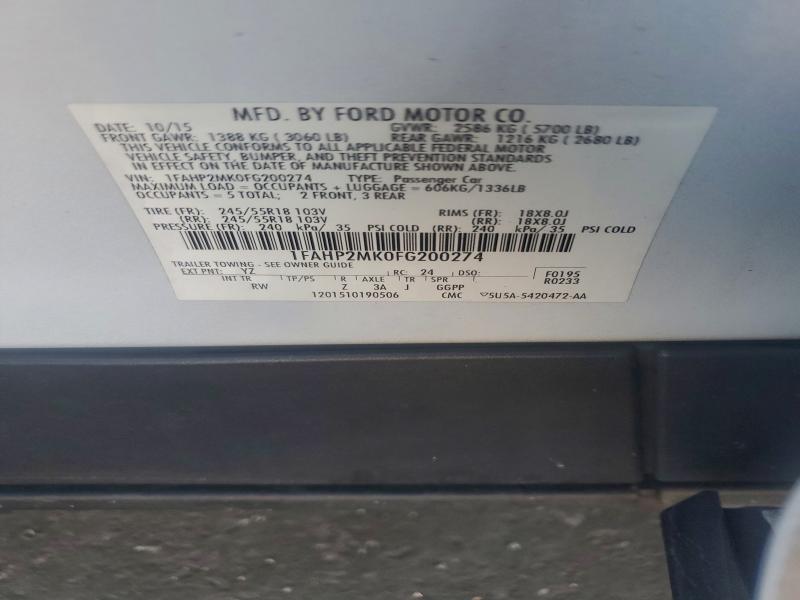 MFD. BY FORD MOTOR CO.
DATE: 10/15 GVWR: 2586 KG ( 5700 LB)
FRONT GAWR: 1388 KG ( 3060 LB) REAR GAWR: 1216 KG ( 2680 LB)
THIS VEHICLE CONFORMS TO ALL APPLICABLE FEDERAL MOTOR
VEHICLE SAFETY, BUMPER, AND THEFT PREVENTION STANDARDS
IN EFFECT ON THE DATE OF MANUFACTURE SHOWN ABOVE.
VIN: 1FAHP2MK0FG200274 TYPE: Passenger Car
MAXIMUM LOAD = OCCUPANTS + LUGGAGE = 606KG/1336LB
OCCUPANTS = 5 TOTAL; 2 FRONT, 3 REAR
TIRE (FR): 245/55R18 103V RIMS (FR): 18X8.0J
(RR): 245/55R18 103V (RR): 18X8.0J
PRESSURE (FR): 240 kPa/ 35 PSI COLD (RR): 240 kPa/ 35 PSI COLD
1FAHP2MK0FG200274
TRAILER TOWING - SEE OWNER GUIDE
EXT PNT: YZ RC: 24 DSO: F0195
INT TR TP/PS R AXLE TR SPR R0233
RW Z 3A J GGPP
1201510190506 CMC 5U5A-5420472-AA